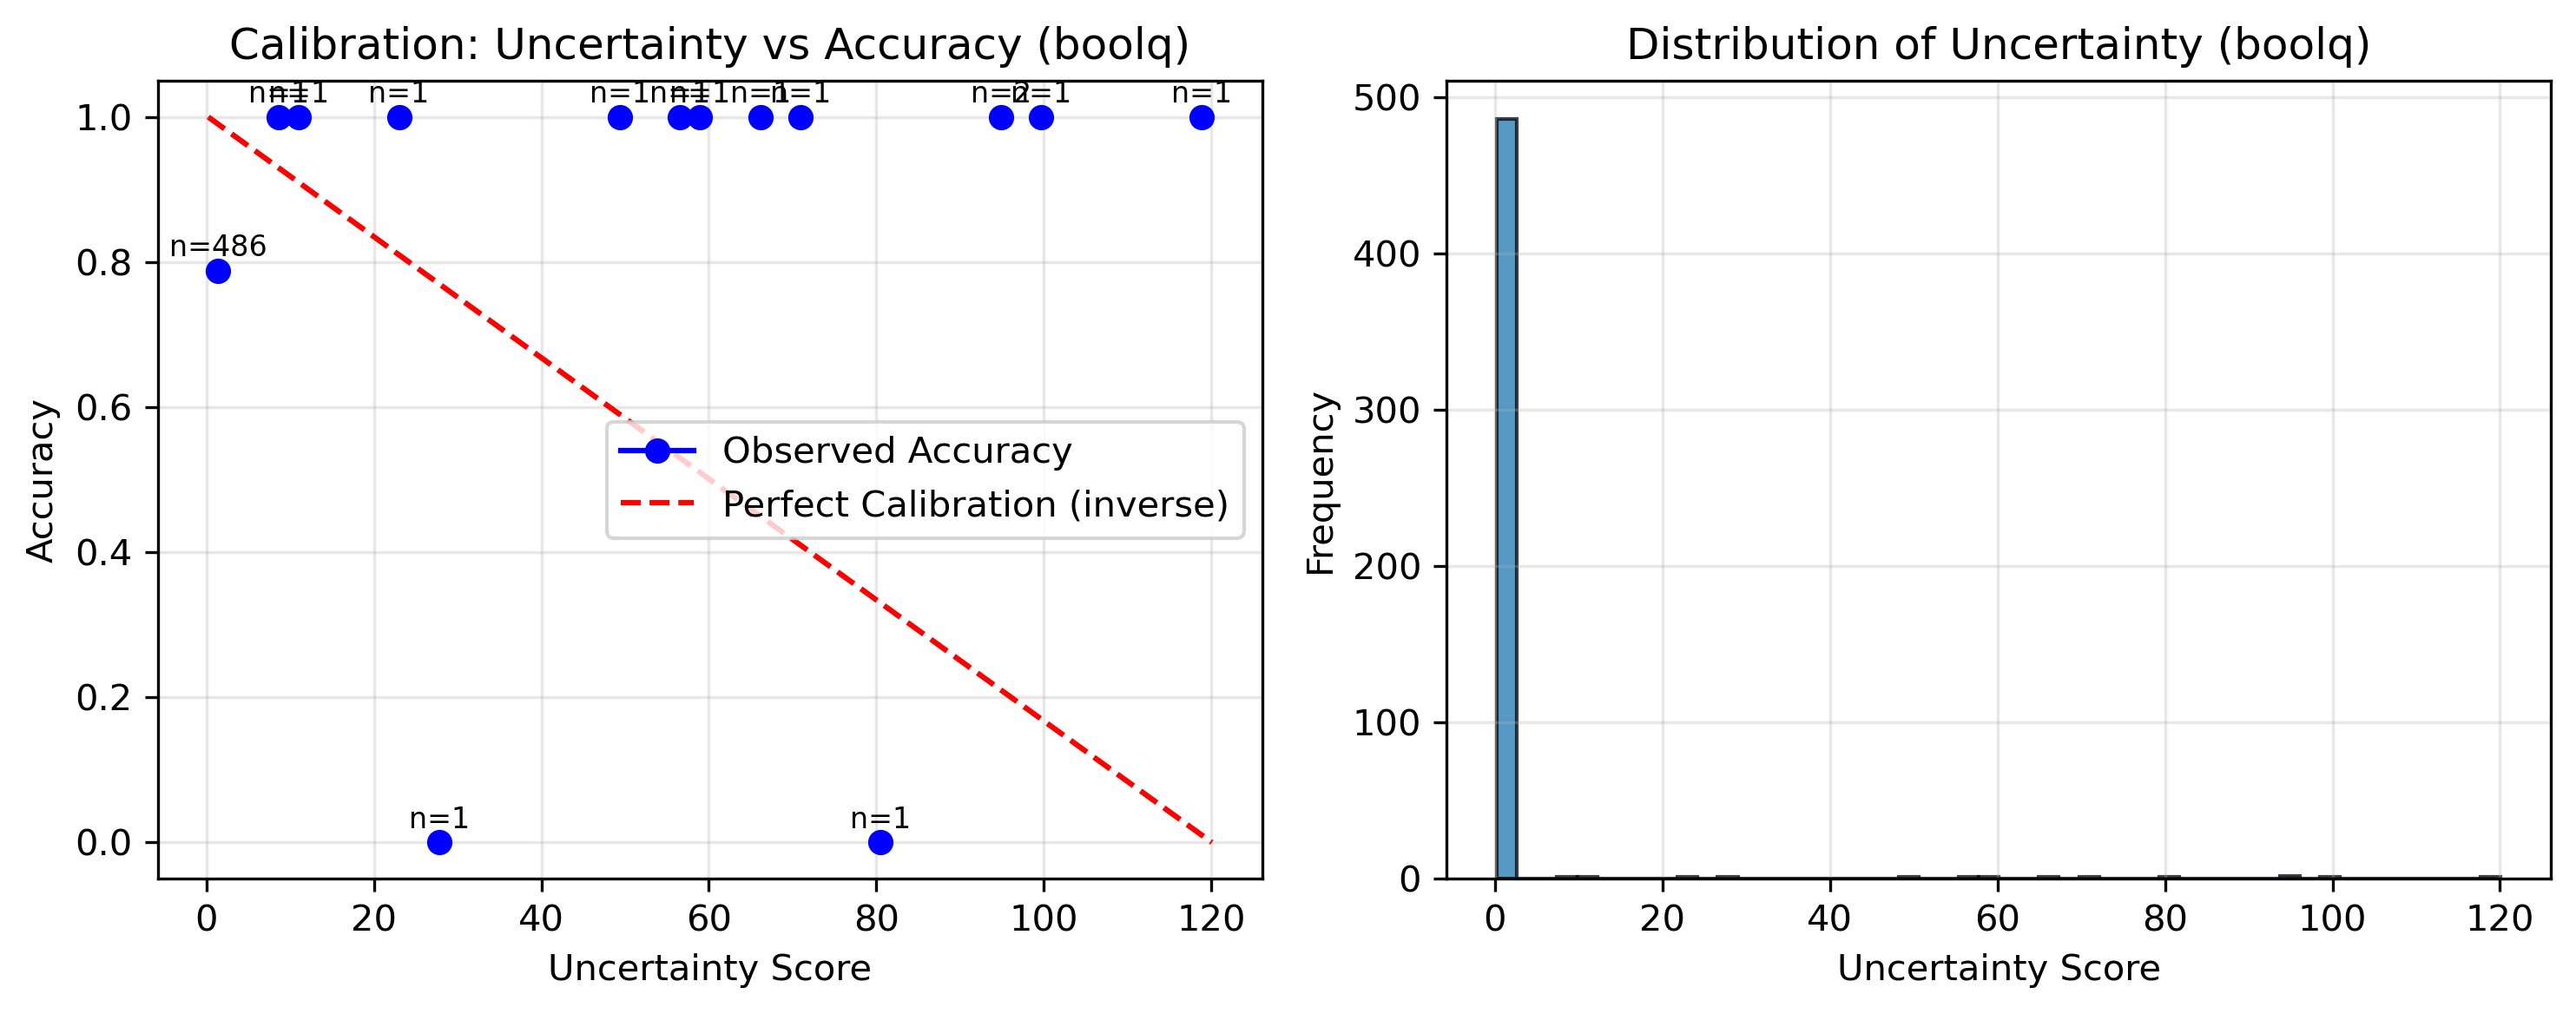 Calibration: Uncertainty vs Accuracy (boolq)
n=1 n=1 n=1 n=1 n=1 n=1 n=1 n=1 n=2 n=1 n=1
n=486
n=1 n=1
1.0
0.8
0.6
0.4
0.2
0.0
Accuracy
Observed Accuracy
Perfect Calibration (inverse)
0 20 40 60 80 100 120
Uncertainty Score
Distribution of Uncertainty (boolq)
500
400
300
200
100
0
Frequency
0 20 40 60 80 100 120
Uncertainty Score